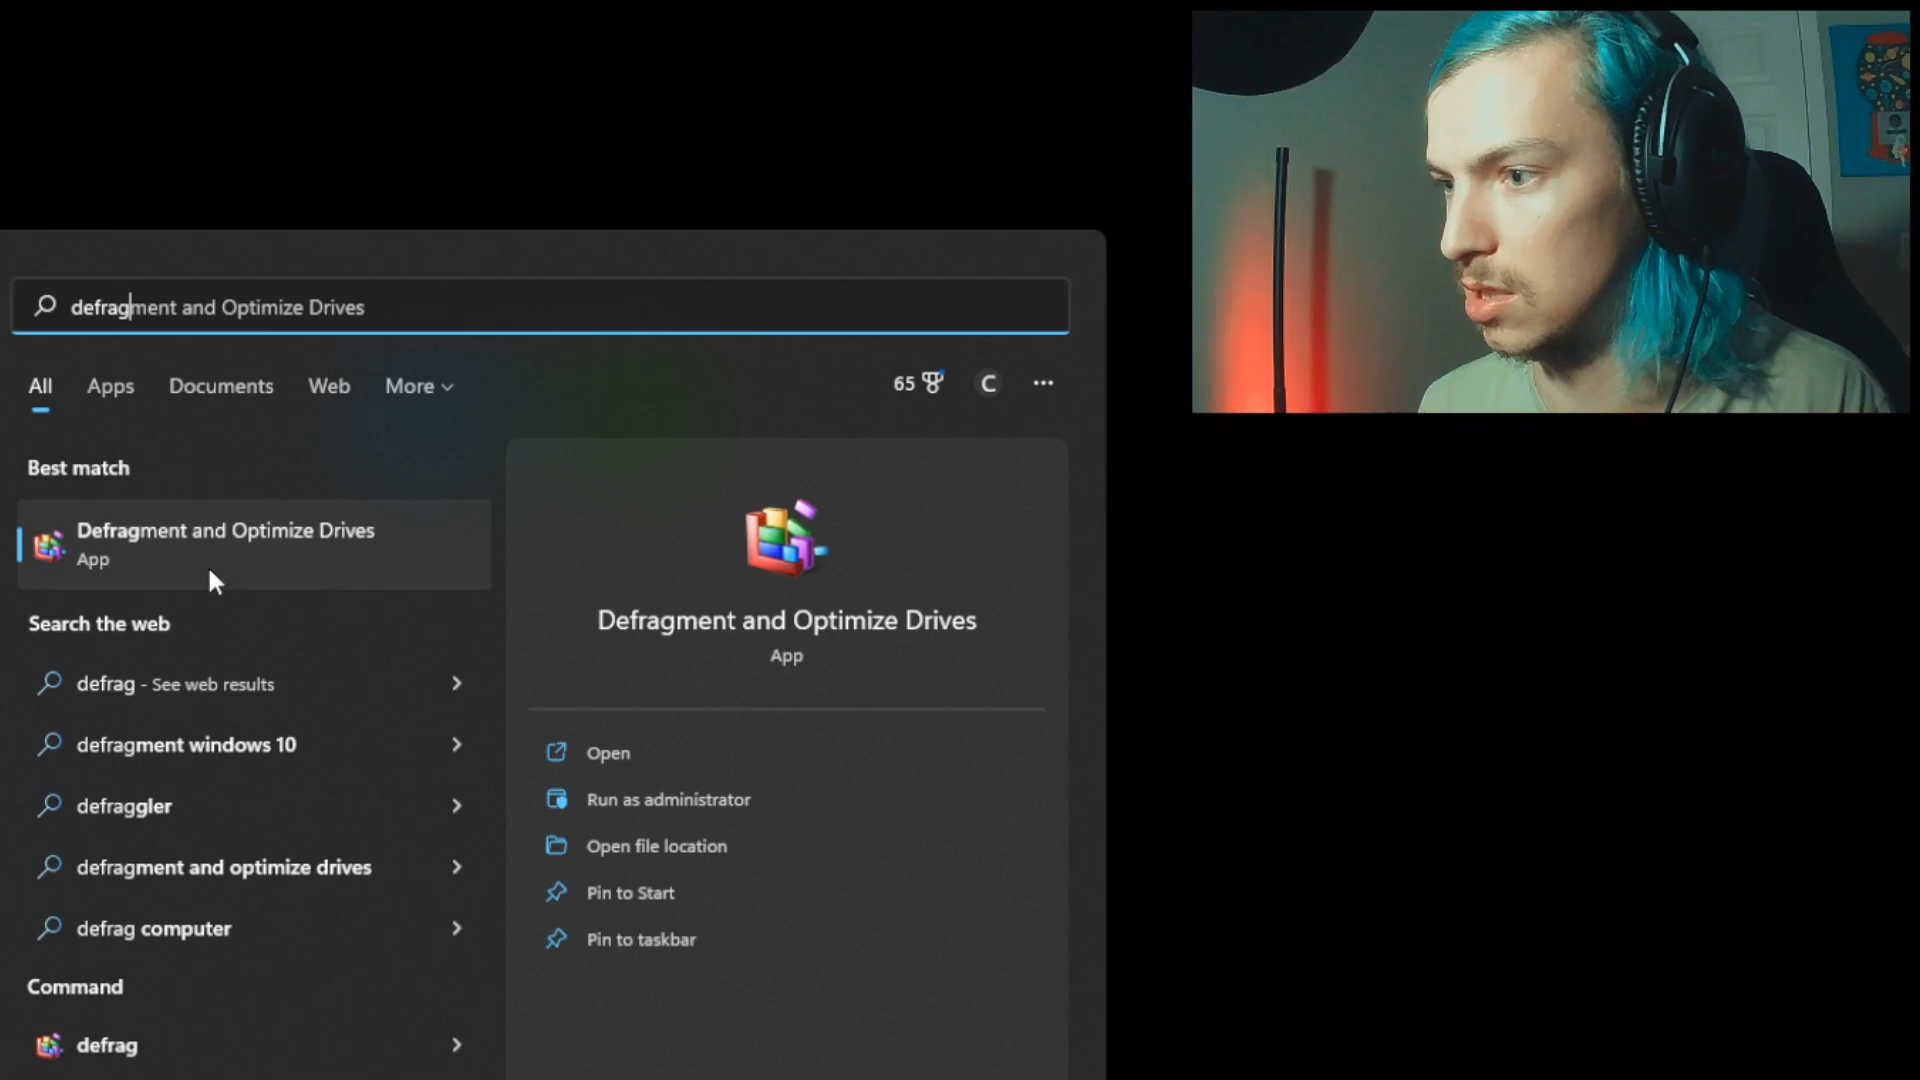 defragment and Optimize Drives
All Apps Documents Web More
65 C ...
Best match
Defragment and Optimize Drives
App
Search the web
defrag - See web results
defragment windows 10
defraggler
defragment and optimize drives
defrag computer
Command
defrag
Defragment and Optimize Drives
App
Open
Run as administrator
Open file location
Pin to Start
Pin to taskbar